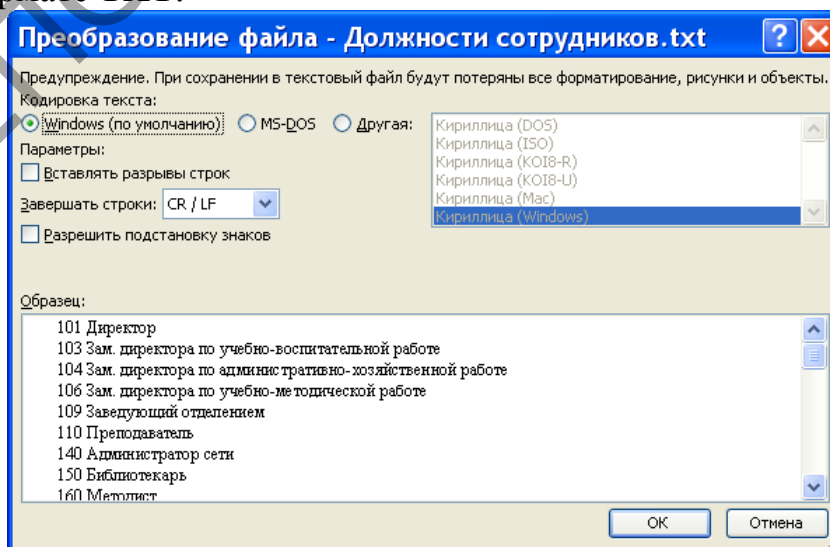 Преобразование файла - Должности сотрудников.txt
Предупреждение. При сохранении в текстовый файл будут потеряны все форматирование, рисунки и объекты.
Кодировка текста:
Windows (по умолчанию) MS-DOS Другая:
Кириллица (DOS)
Кириллица (ISO)
Кириллица (KOI8-R)
Кириллица (KOI8-U)
Кириллица (Mac)
Кириллица (Windows)
Параметры:
Вставлять разрывы строк
Завершать строки: CR / LF
Разрешить подстановку знаков
Образец:
101 Директор
103 Зам. директора по учебно-воспитательной работе
104 Зам. директора по административно-хозяйственной работе
106 Зам. директора по учебно-методической работе
109 Заведующий отделением
110 Преподаватель
140 Администратор сети
150 Библиотекарь
160 Методист
ОК Отмена